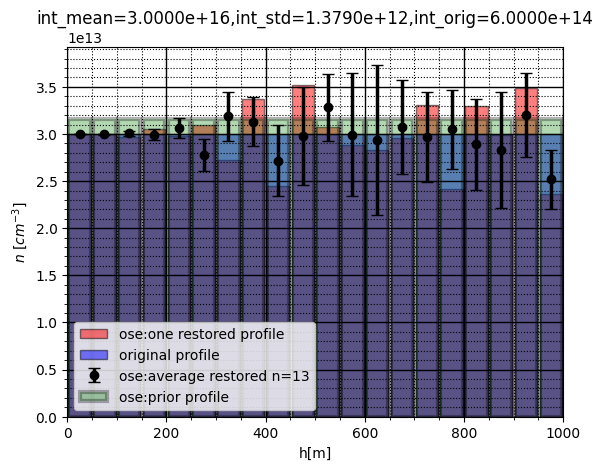 int_mean=3.0000e+16,int_std=1.3790e+12,int_orig=6.0000e+14
1e13
3.5
3.0
2.5
2.0
1.5
1.0
0.5
0.0
n [cm⁻³]
ose:one restored profile
original profile
ose:average restored n=13
ose:prior profile
0 200 400 600 800 1000
h[m]